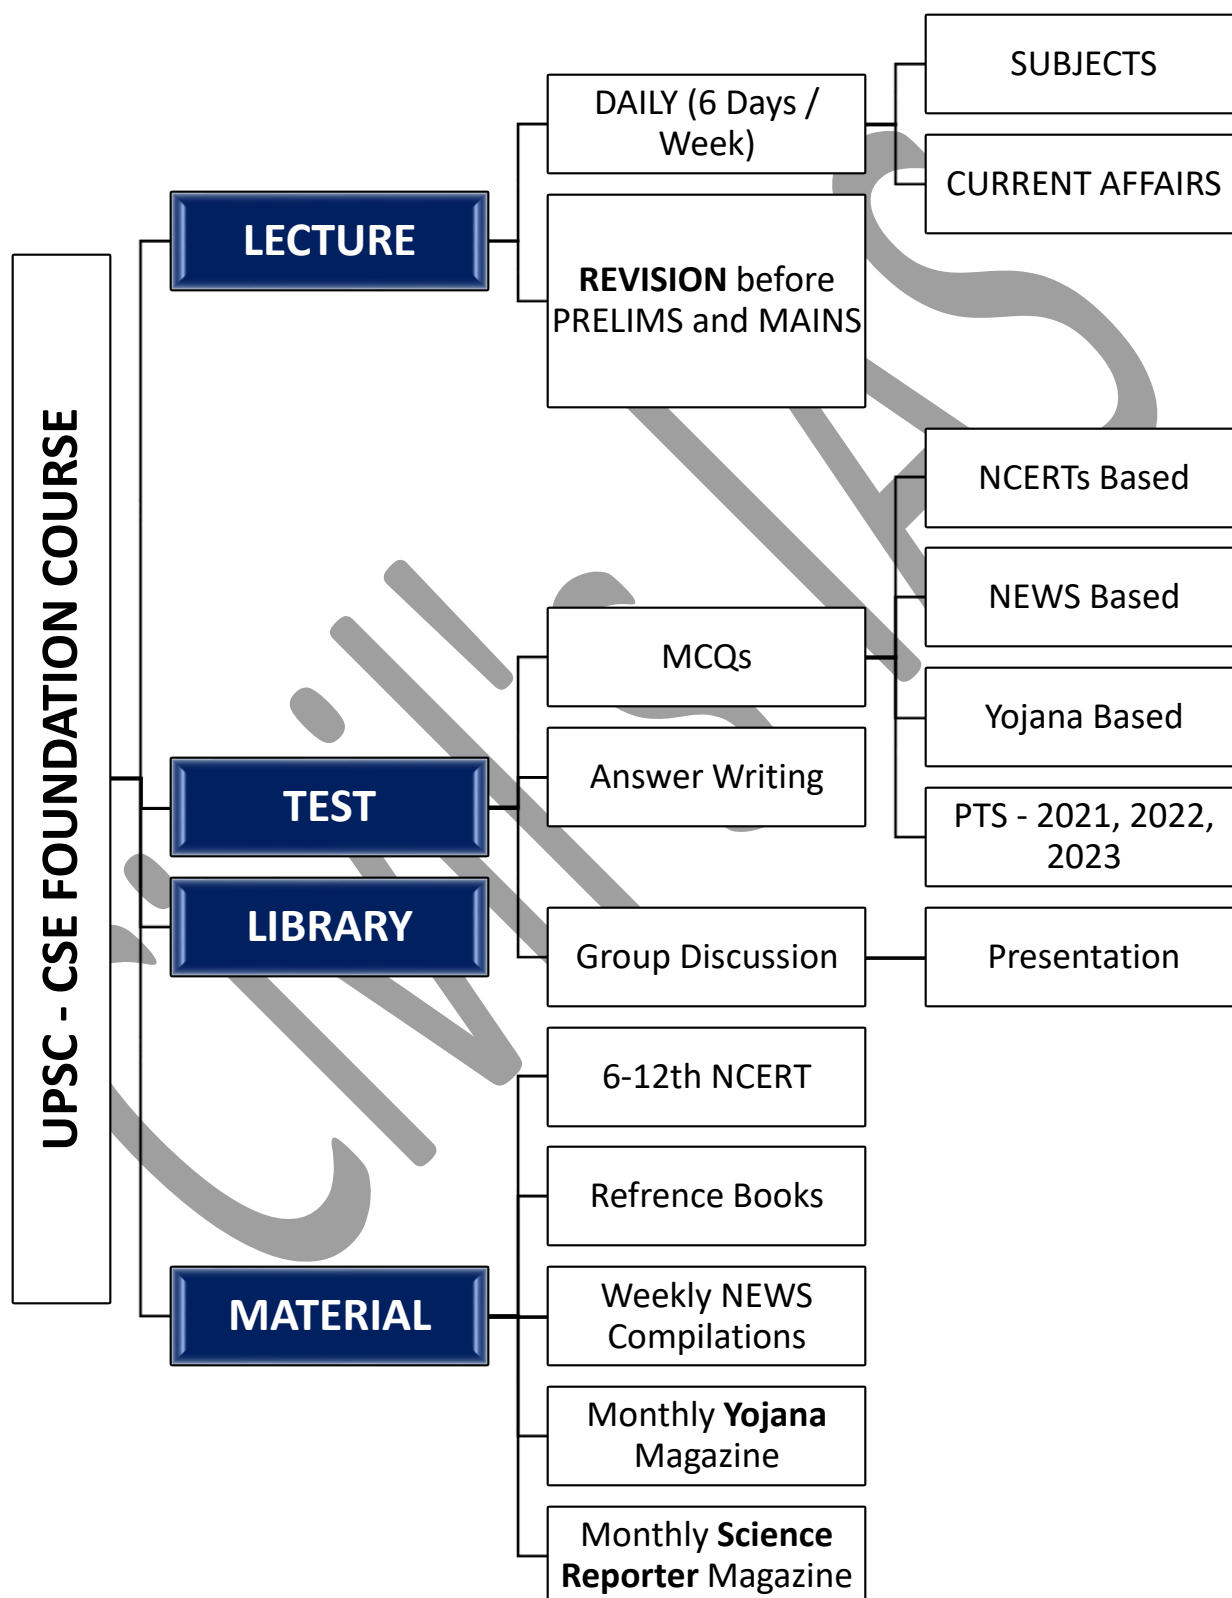 UPSC - CSE FOUNDATION COURSE
LECTURE
DAILY (6 Days /
Week)
SUBJECTS
CURRENT AFFAIRS
REVISION before
PRELIMS and MAINS
TEST
MCQs
NCERTs Based
NEWS Based
Yojana Based
PTS - 2021, 2022,
2023
Answer Writing
Group Discussion
Presentation
LIBRARY
MATERIAL
6-12th NCERT
Refrence Books
Weekly NEWS
Compilations
Monthly Yojana
Magazine
Monthly Science
Reporter Magazine
Civil's IAS